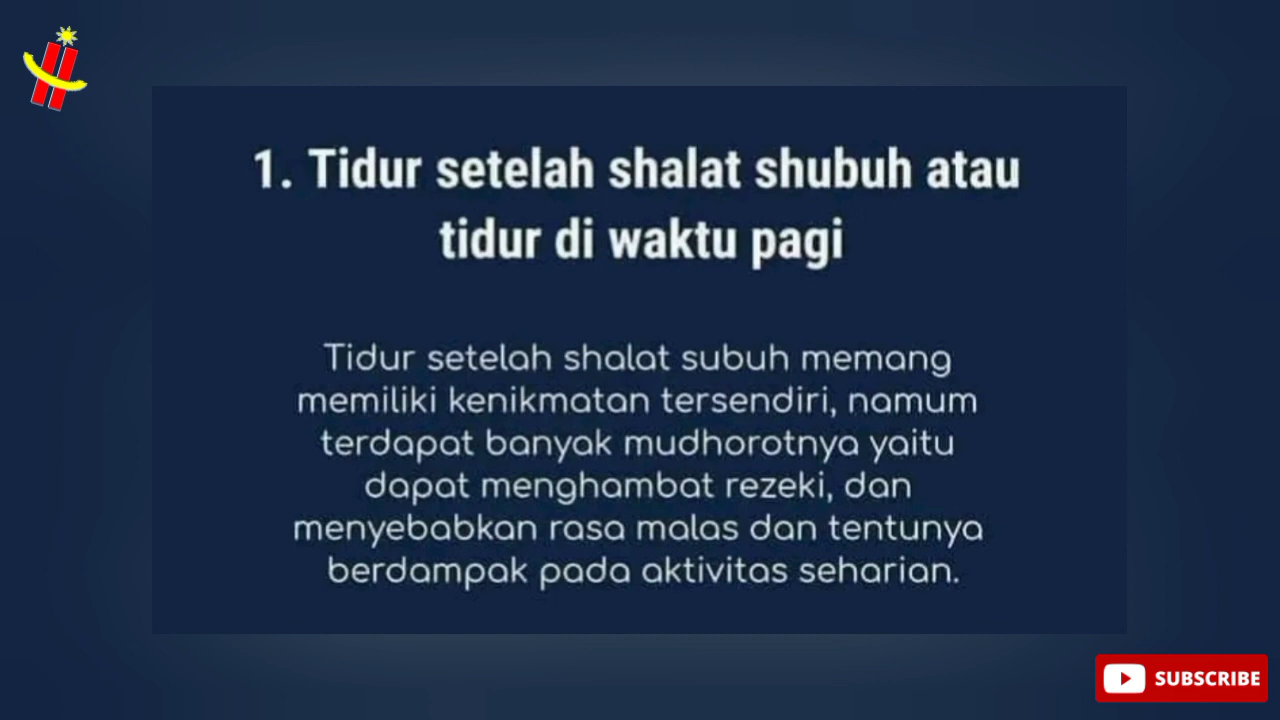 1. Tidur setelah shalat shubuh atau
tidur di waktu pagi
Tidur setelah shalat subuh memang
memiliki kenikmatan tersendiri, namum
terdapat banyak mudhorotnya yaitu
dapat menghambat rezeki, dan
menyebabkan rasa malas dan tentunya
berdampak pada aktivitas seharian.
SUBSCRIBE